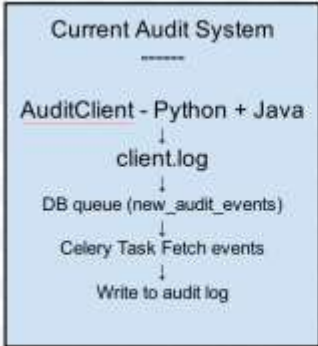 Current Audit System
------
AuditClient - Python + Java
↓
client.log
↓
DB queue (new_audit_events)
↓
Celery Task Fetch events
↓
Write to audit log